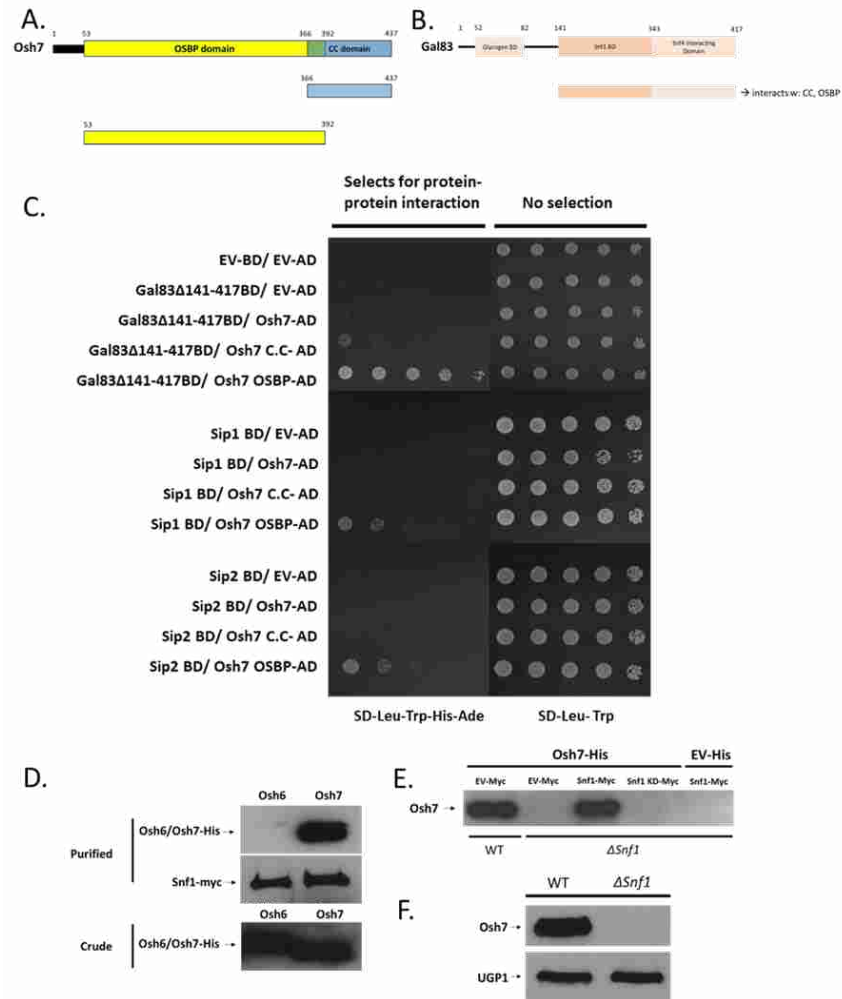 A.
B.
1 53 366 392 437
Osh7 OSBP domain CC domain
366 437
53 392
1 52 82 141 343 417
Gal83 Glycogen BD Snf1 BD Snf4 Interacting Domain
→ interacts w: CC, OSBP
C.
Selects for protein-protein interaction
No selection
EV-BD/ EV-AD
Gal83Δ141-417BD/ EV-AD
Gal83Δ141-417BD/ Osh7-AD
Gal83Δ141-417BD/ Osh7 C.C- AD
Gal83Δ141-417BD/ Osh7 OSBP-AD
Sip1 BD/ EV-AD
Sip1 BD/ Osh7-AD
Sip1 BD/ Osh7 C.C- AD
Sip1 BD/ Osh7 OSBP-AD
Sip2 BD/ EV-AD
Sip2 BD/ Osh7-AD
Sip2 BD/ Osh7 C.C- AD
Sip2 BD/ Osh7 OSBP-AD
SD-Leu-Trp-His-Ade SD-Leu- Trp
D.
Osh6 Osh7
Purified
Osh6/Osh7-His
Snf1-myc
Osh6 Osh7
Crude
Osh6/Osh7-His
E.
Osh7-His EV-His
EV-Myc EV-Myc Snf1-Myc Snf1 KD-Myc Snf1-Myc
Osh7
WT ΔSnf1
F.
WT ΔSnf1
Osh7
UGP1